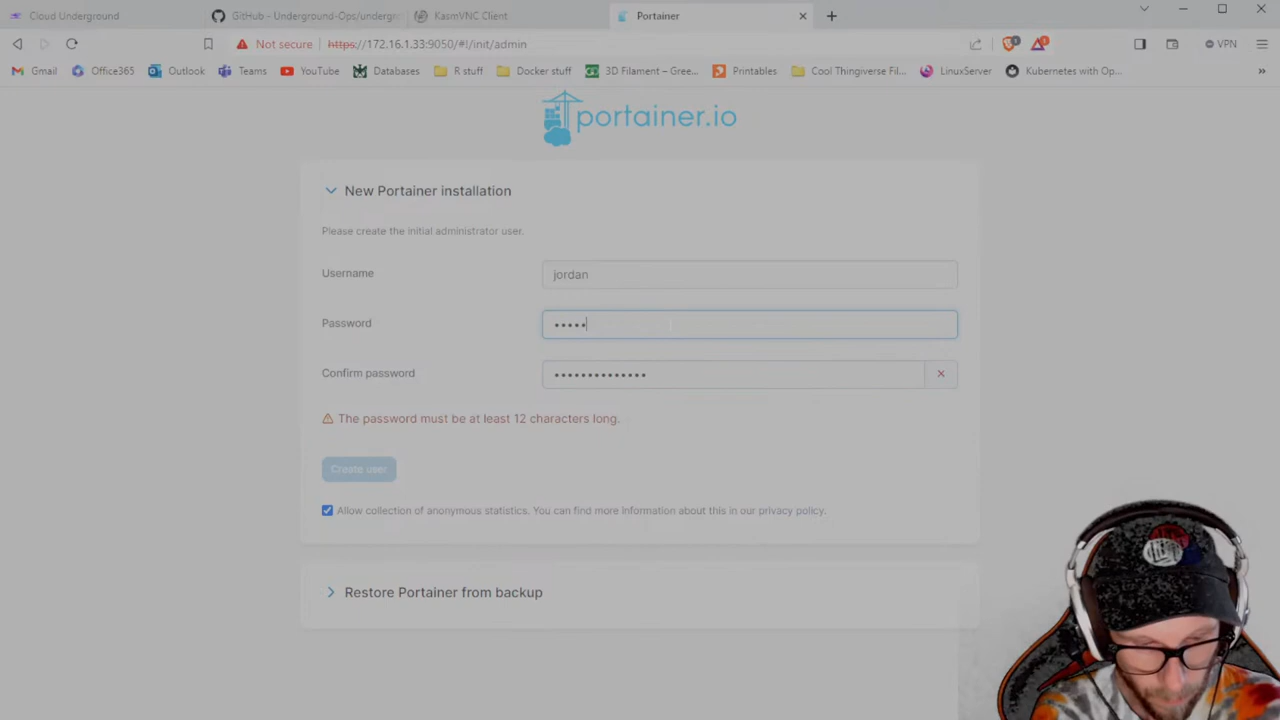 Cloud Underground
GitHub - Underground-Ops/undergr
KasmVNC Client
Portainer
Not secure
https://172.16.1.33:9050/#!/init/admin
1
1
VPN
Gmail
Office365
Outlook
Teams
YouTube
Databases
R stuff
Docker stuff
3D Filament – Gree...
Printables
Cool Thingiverse Fil...
LinuxServer
Kubernetes with Op...
»
portainer.io
New Portainer installation
Please create the initial administrator user.
Username
jordan
Password
•••••
Confirm password
••••••••••••••
The password must be at least 12 characters long.
Create user
Allow collection of anonymous statistics. You can find more information about this in our privacy policy.
Restore Portainer from backup